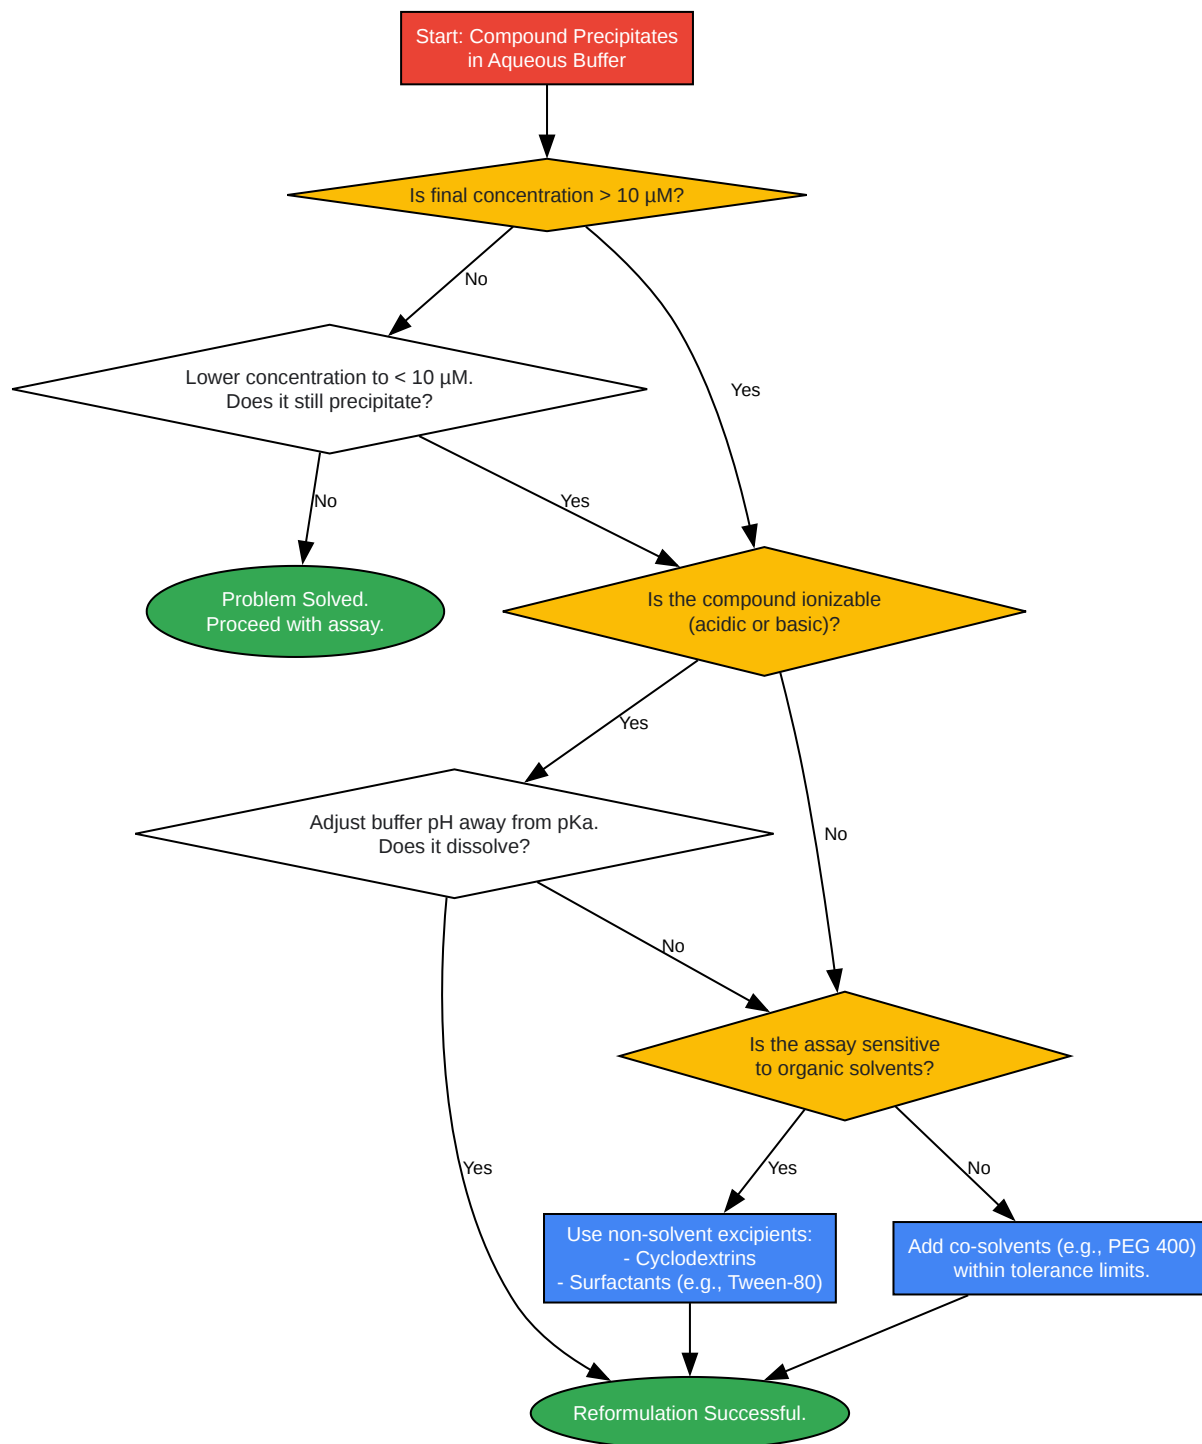 Start: Compound Precipitates
in Aqueous Buffer
Is final concentration > 10 µM?
No
Yes
Lower concentration to < 10 µM.
Does it still precipitate?
No
Yes
Problem Solved.
Proceed with assay.
Is the compound ionizable
(acidic or basic)?
Yes
No
Adjust buffer pH away from pKa.
Does it dissolve?
No
Yes
Is the assay sensitive
to organic solvents?
Yes
No
Use non-solvent excipients:
- Cyclodextrins
- Surfactants (e.g., Tween-80)
Add co-solvents (e.g., PEG 400)
within tolerance limits.
Reformulation Successful.